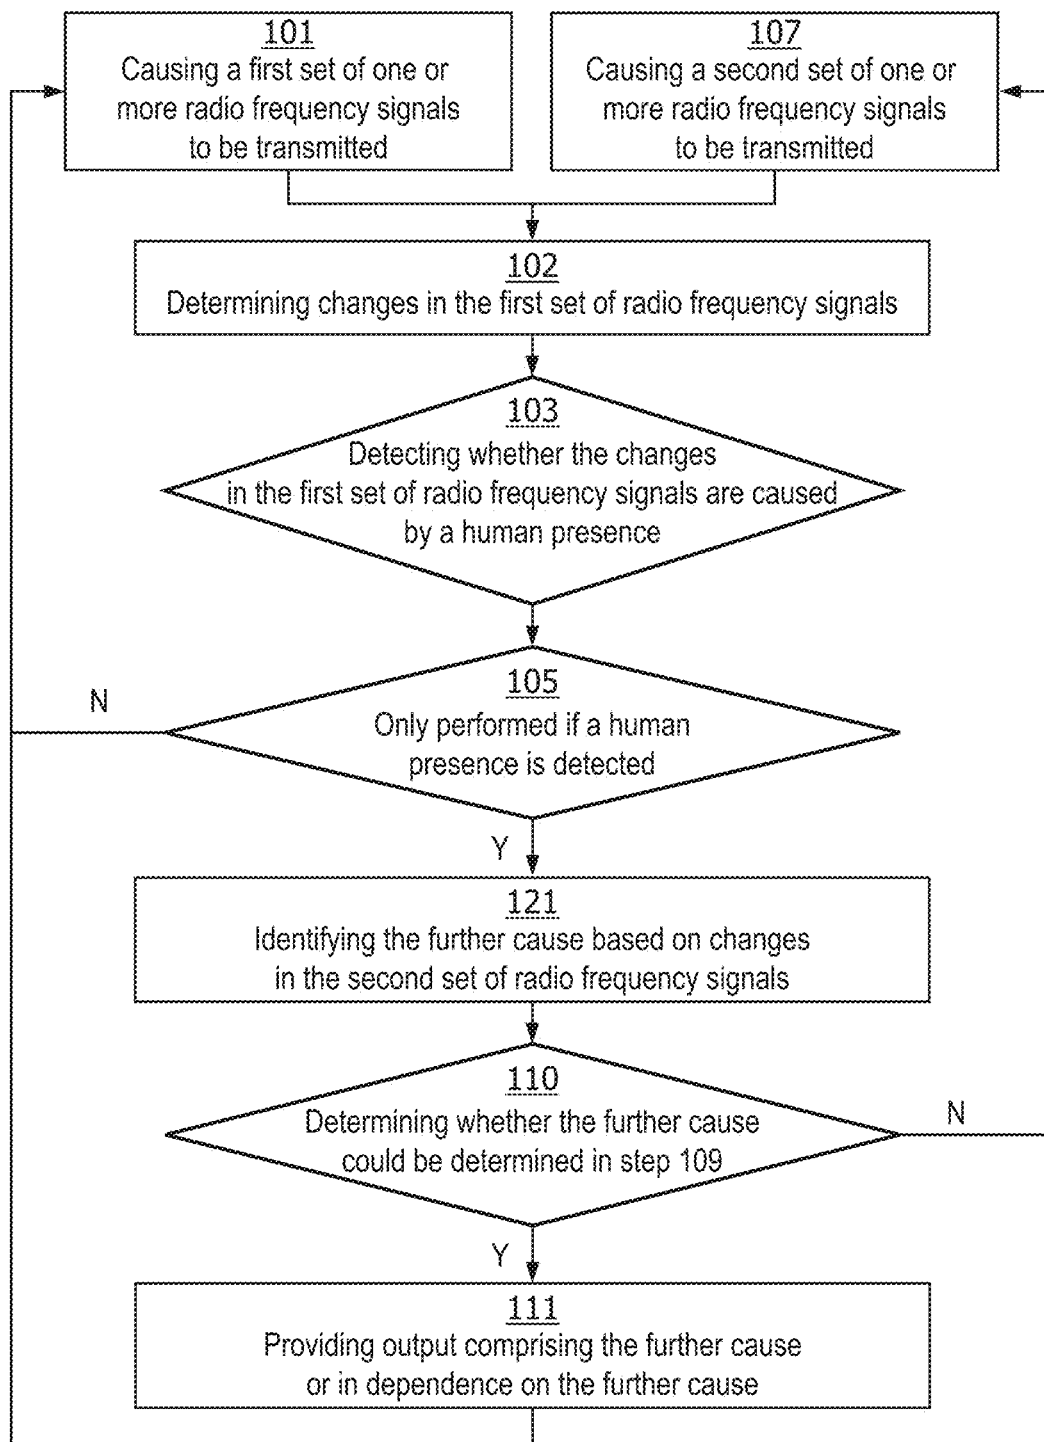 101
Causing a first set of one or
more radio frequency signals
to be transmitted
107
Causing a second set of one or
more radio frequency signals
to be transmitted
102
Determining changes in the first set of radio frequency signals
103
Detecting whether the changes
in the first set of radio frequency signals are caused
by a human presence
105
Only performed if a human
presence is detected
N
Y
121
Identifying the further cause based on changes
in the second set of radio frequency signals
110
Determining whether the further cause
could be determined in step 109
N
Y
111
Providing output comprising the further cause
or in dependence on the further cause